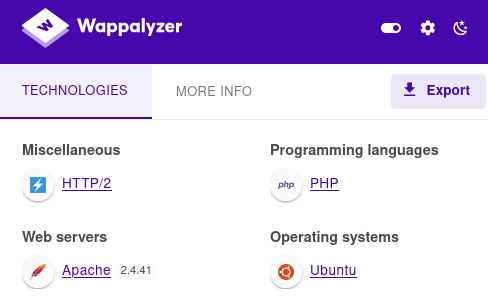 Wappalyzer
TECHNOLOGIES
MORE INFO
Export
Miscellaneous
HTTP/2
Programming languages
php PHP
Web servers
Apache 2.4.41
Operating systems
Ubuntu